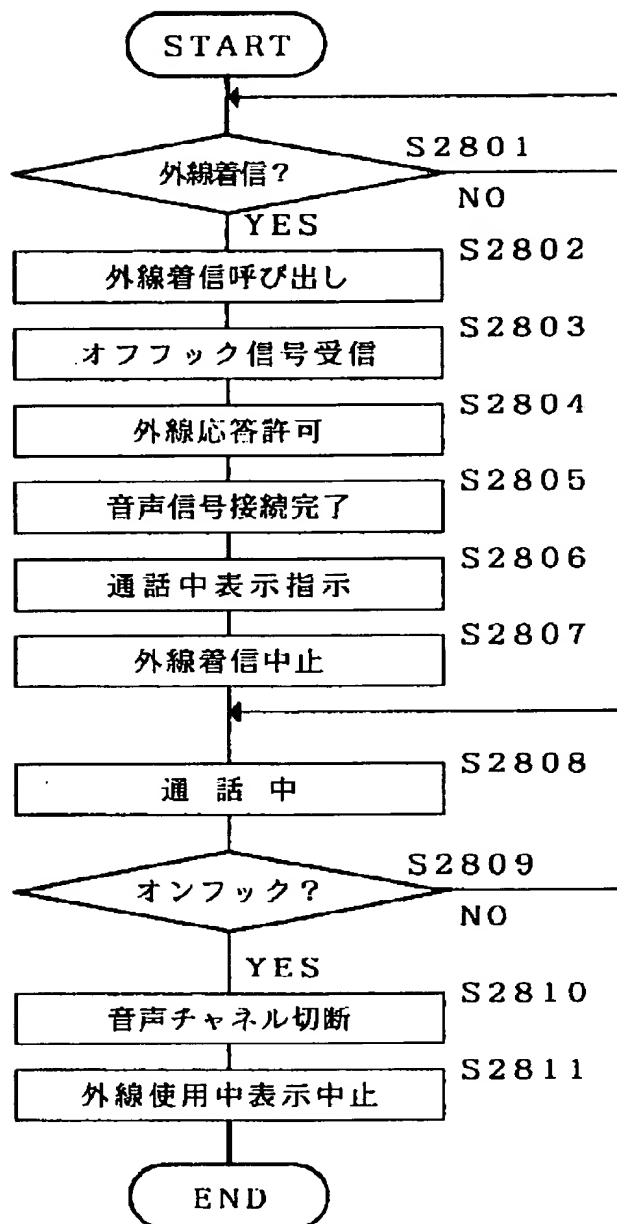 START
S2801
外線着信?
NO
YES
S2802
外線着信呼び出し
S2803
オフフック信号受信
S2804
外線応答許可
S2805
音声信号接続完了
S2806
通話中表示指示
S2807
外線着信中止
S2808
通 話 中
S2809
オンフック?
NO
YES
S2810
音声チャネル切断
S2811
外線使用中表示中止
END